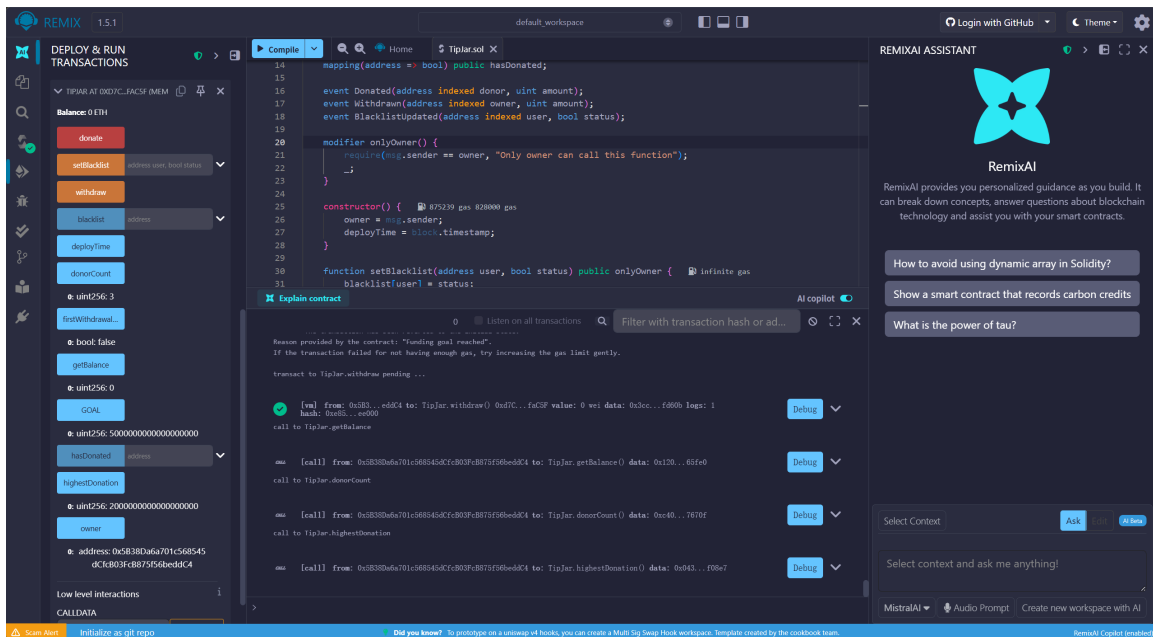 REMIX 1.5.1
default_workspace
Login with GitHub
Theme
DEPLOY & RUN
TRANSACTIONS
TIPJAR AT 0XD7C...FAC5F (MEM
Balance: 0 ETH
donate
setBlacklist address user, bool status
withdraw
blacklist address
deployTime
donorCount
0: uint256: 3
firstWithdrawal...
0: bool: false
getBalance
0: uint256: 0
GOAL
0: uint256: 5000000000000000000
hasDonated address
highestDonation
0: uint256: 2000000000000000000
owner
0: address: 0x5B38Da6a701c568545
dCfcB03FcB875f56beddC4
Low level interactions
CALLDATA
Compile
Home
TipJar.sol
14 mapping(address => bool) public hasDonated;
15
16 event Donated(address indexed donor, uint amount);
17 event Withdrawn(address indexed owner, uint amount);
18 event BlacklistUpdated(address indexed user, bool status);
19
20 modifier onlyOwner() {
21 require(msg.sender == owner, "Only owner can call this function");
22 _;
23 }
24
25 constructor() { 875239 gas 828000 gas
26 owner = msg.sender;
27 deployTime = block.timestamp;
28 }
29
30 function setBlacklist(address user, bool status) public onlyOwner { infinite gas
31 blacklist[user] = status;
Explain contract
AI copilot
0 Listen on all transactions Filter with transaction hash or ad...
Reason provided by the contract: "Funding goal reached".
If the transaction failed for not having enough gas, try increasing the gas limit gently.
transact to TipJar.withdraw pending ...
[vm] from: 0x5B3...eddC4 to: TipJar.withdraw() 0xd7C...faC5F value: 0 wei data: 0x3cc...fd60b logs: 1
hash: 0xe85...ee000
Debug
call to TipJar.getBalance
call [call] from: 0x5B38Da6a701c568545dCfcB03FcB875f56beddC4 to: TipJar.getBalance() data: 0x120...65fe0
Debug
call to TipJar.donorCount
call [call] from: 0x5B38Da6a701c568545dCfcB03FcB875f56beddC4 to: TipJar.donorCount() data: 0xc40...7670f
Debug
call to TipJar.highestDonation
call [call] from: 0x5B38Da6a701c568545dCfcB03FcB875f56beddC4 to: TipJar.highestDonation() data: 0x043...f08e7
Debug
>
REMIXAI ASSISTANT
RemixAI
RemixAI provides you personalized guidance as you build. It
can break down concepts, answer questions about blockchain
technology and assist you with your smart contracts.
How to avoid using dynamic array in Solidity?
Show a smart contract that records carbon credits
What is the power of tau?
Select Context
Ask Edit AI Beta
Select context and ask me anything!
MistralAI Audio Prompt Create new workspace with AI
Scam Alert Initialize as git repo
Did you know? To prototype on a uniswap v4 hooks, you can create a Multi Sig Swap Hook workspace. Template created by the cookbook team.
RemixAI Copilot (enabled)